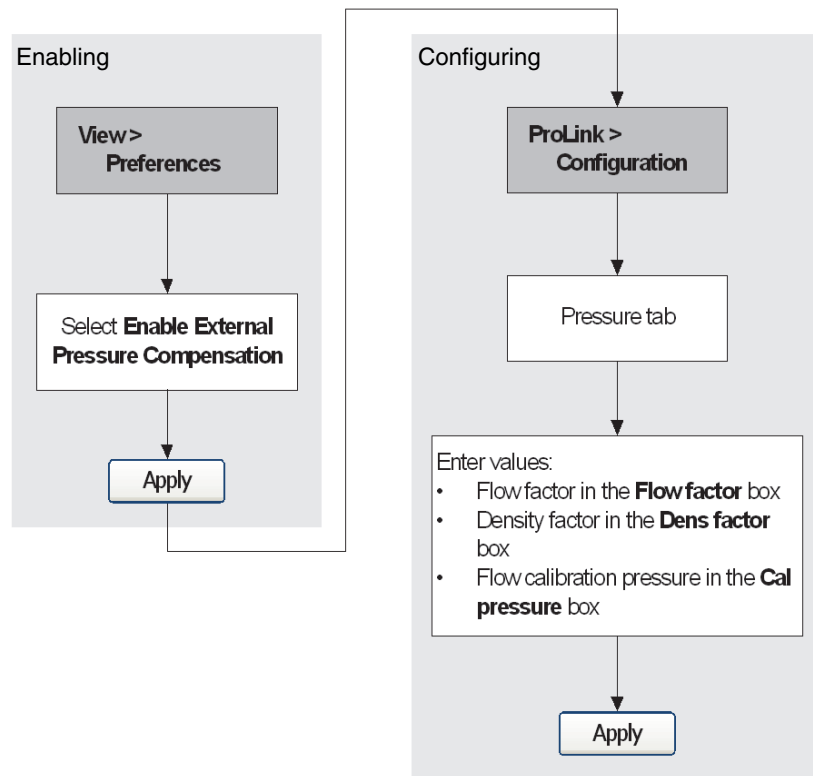 Enabling
View >
Preferences
Select Enable External
Pressure Compensation
Apply
Configuring
ProLink >
Configuration
Pressure tab
Enter values:
• Flow factor in the Flow factor box
• Density factor in the Dens factor
box
• Flow calibration pressure in the Cal
pressure box
Apply